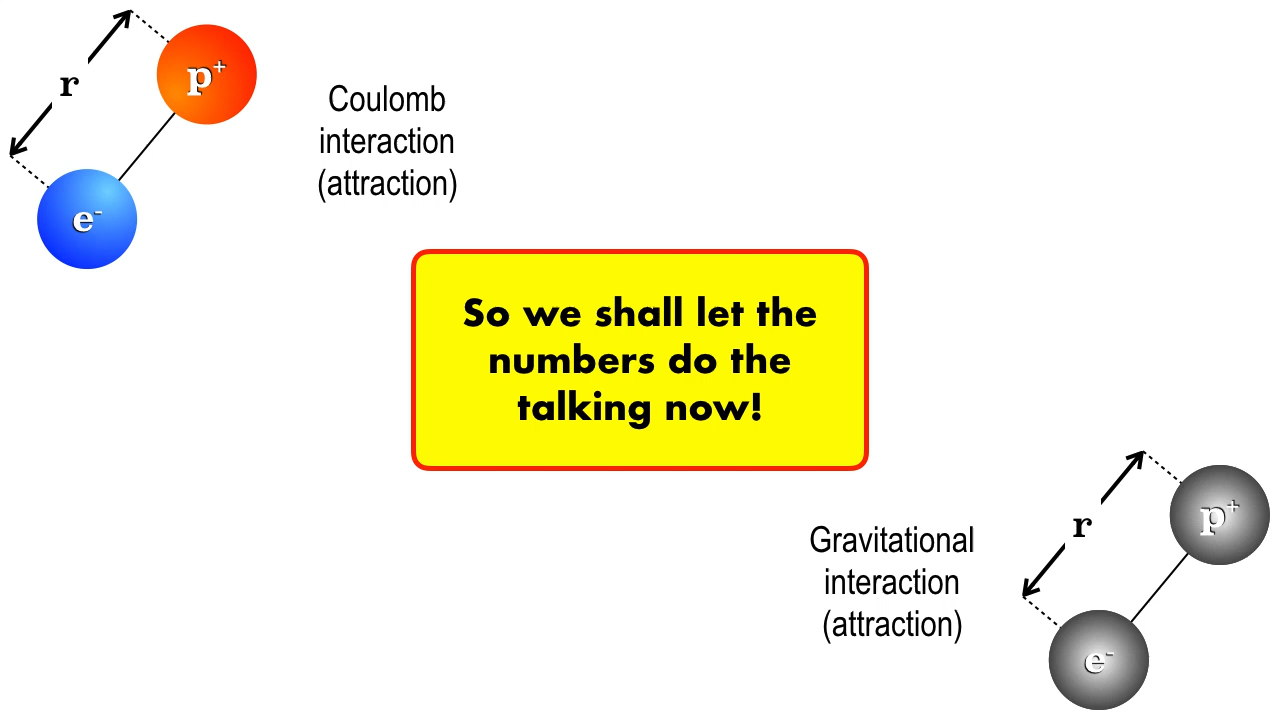 r
p⁺
e⁻
Coulomb
interaction
(attraction)
So we shall let the
numbers do the
talking now!
Gravitational
interaction
(attraction)
r
p⁺
e⁻